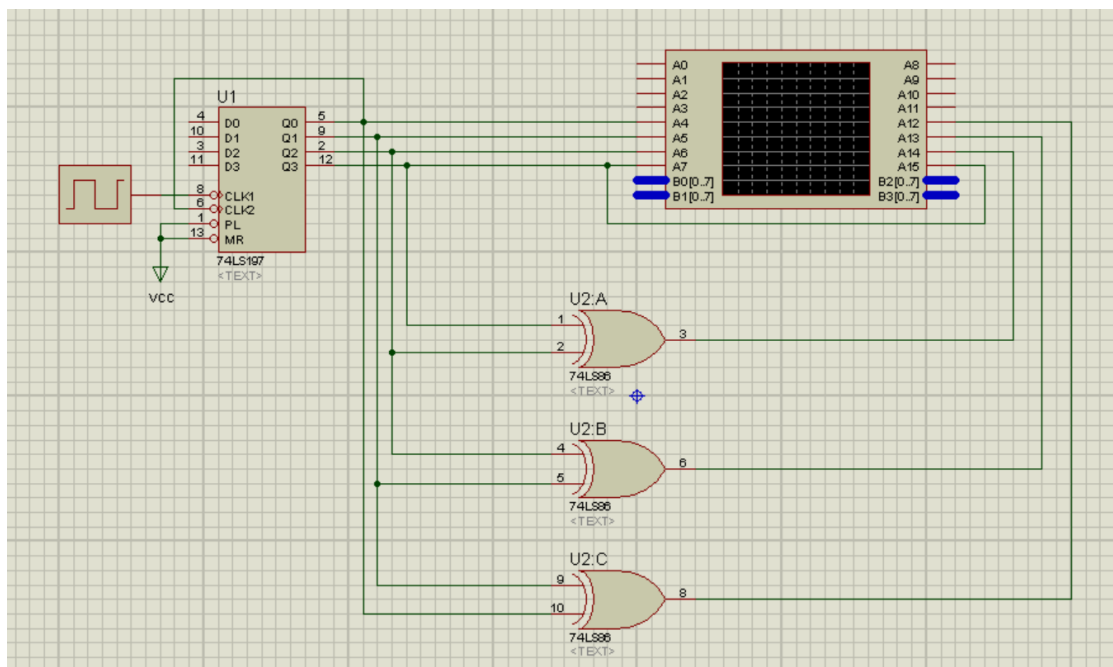 U1
4 D0 Q0 5
10 D1 Q1 9
3 D2 Q2 2
11 D3 Q3 12
8 CLK1
6 CLK2
1 PL
13 MR
74LS197
<TEXT>
VCC
A0 A8
A1 A9
A2 A10
A3 A11
A4 A12
A5 A13
A6 A14
A7 A15
B0[0..7] B2[0..7]
B1[0..7] B3[0..7]
U2:A
1
2
3
74LS86
<TEXT>
U2:B
4
5
6
74LS86
<TEXT>
U2:C
9
10
8
74LS86
<TEXT>